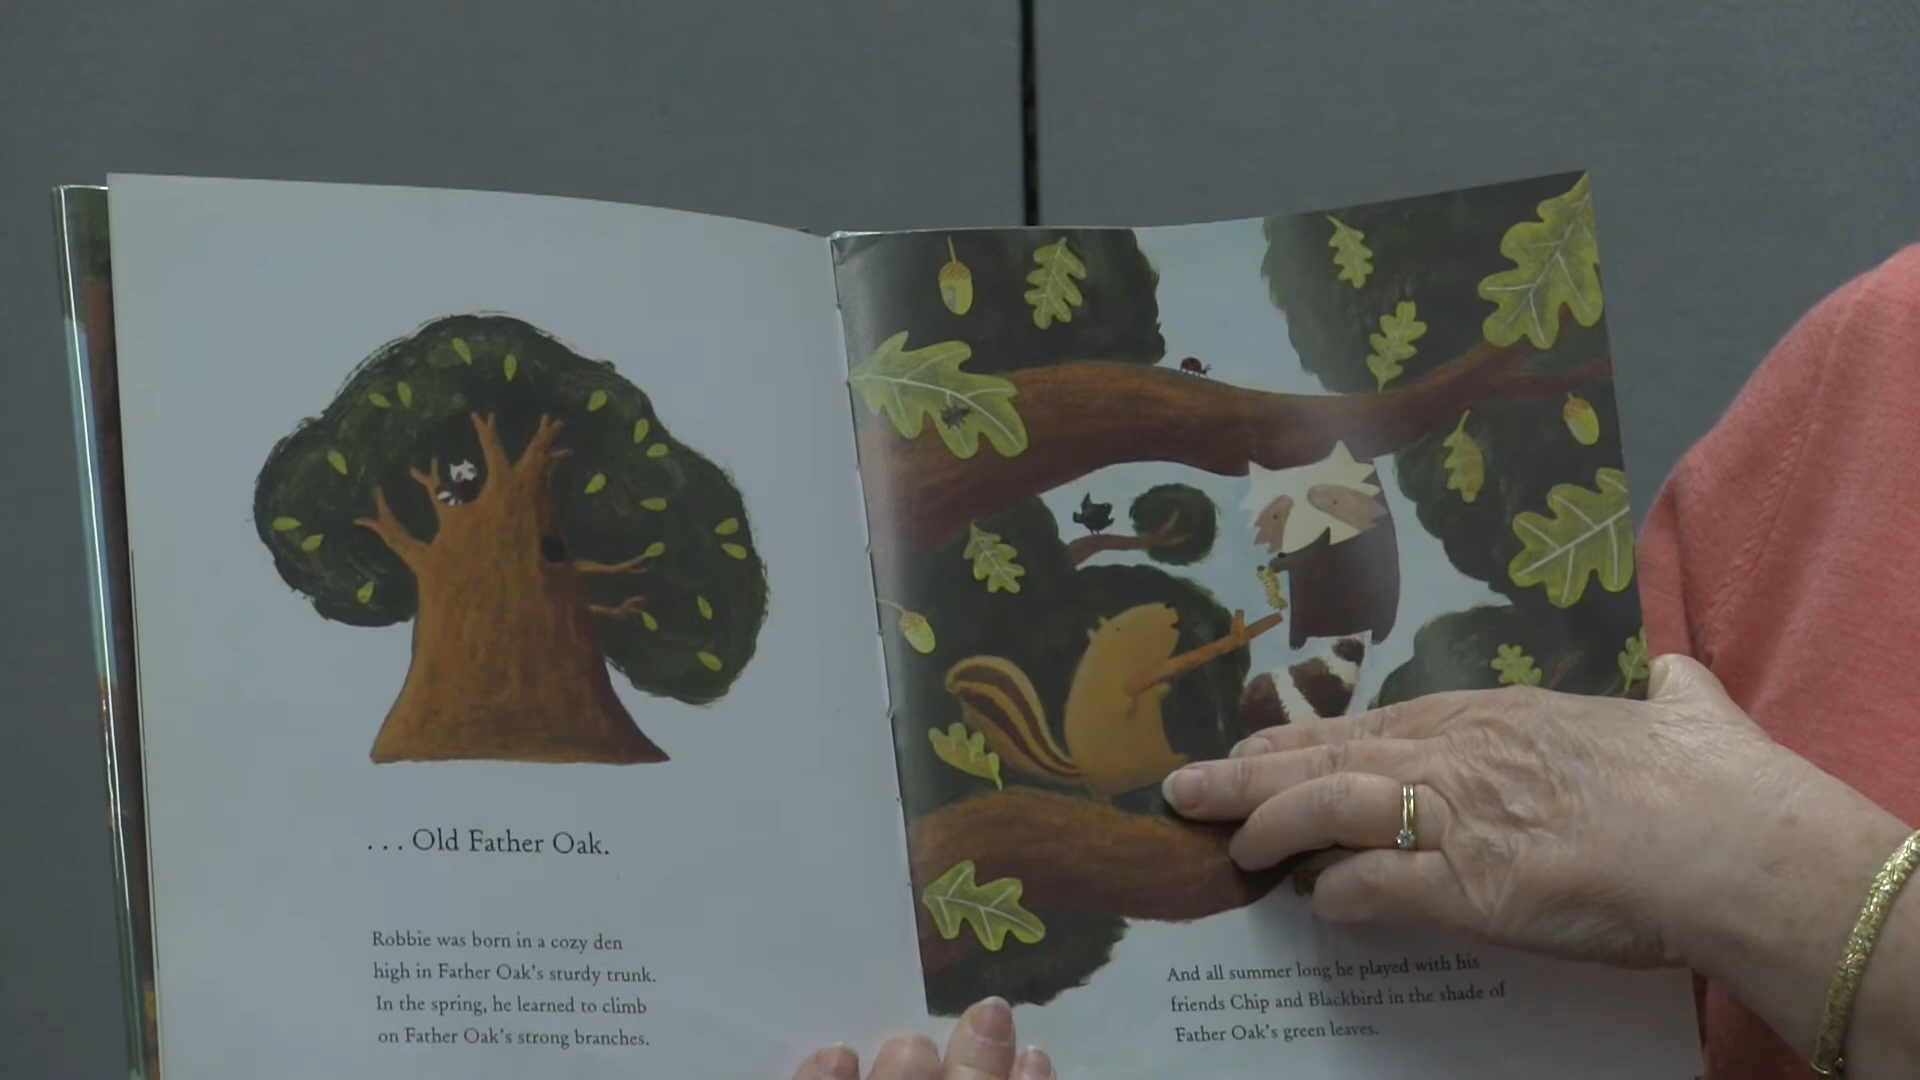 ... Old Father Oak.
Robbie was born in a cozy den
high in Father Oak's sturdy trunk.
In the spring, he learned to climb
on Father Oak's strong branches.
And all summer long he played with his
friends Chip and Blackbird in the shade of
Father Oak's green leaves.